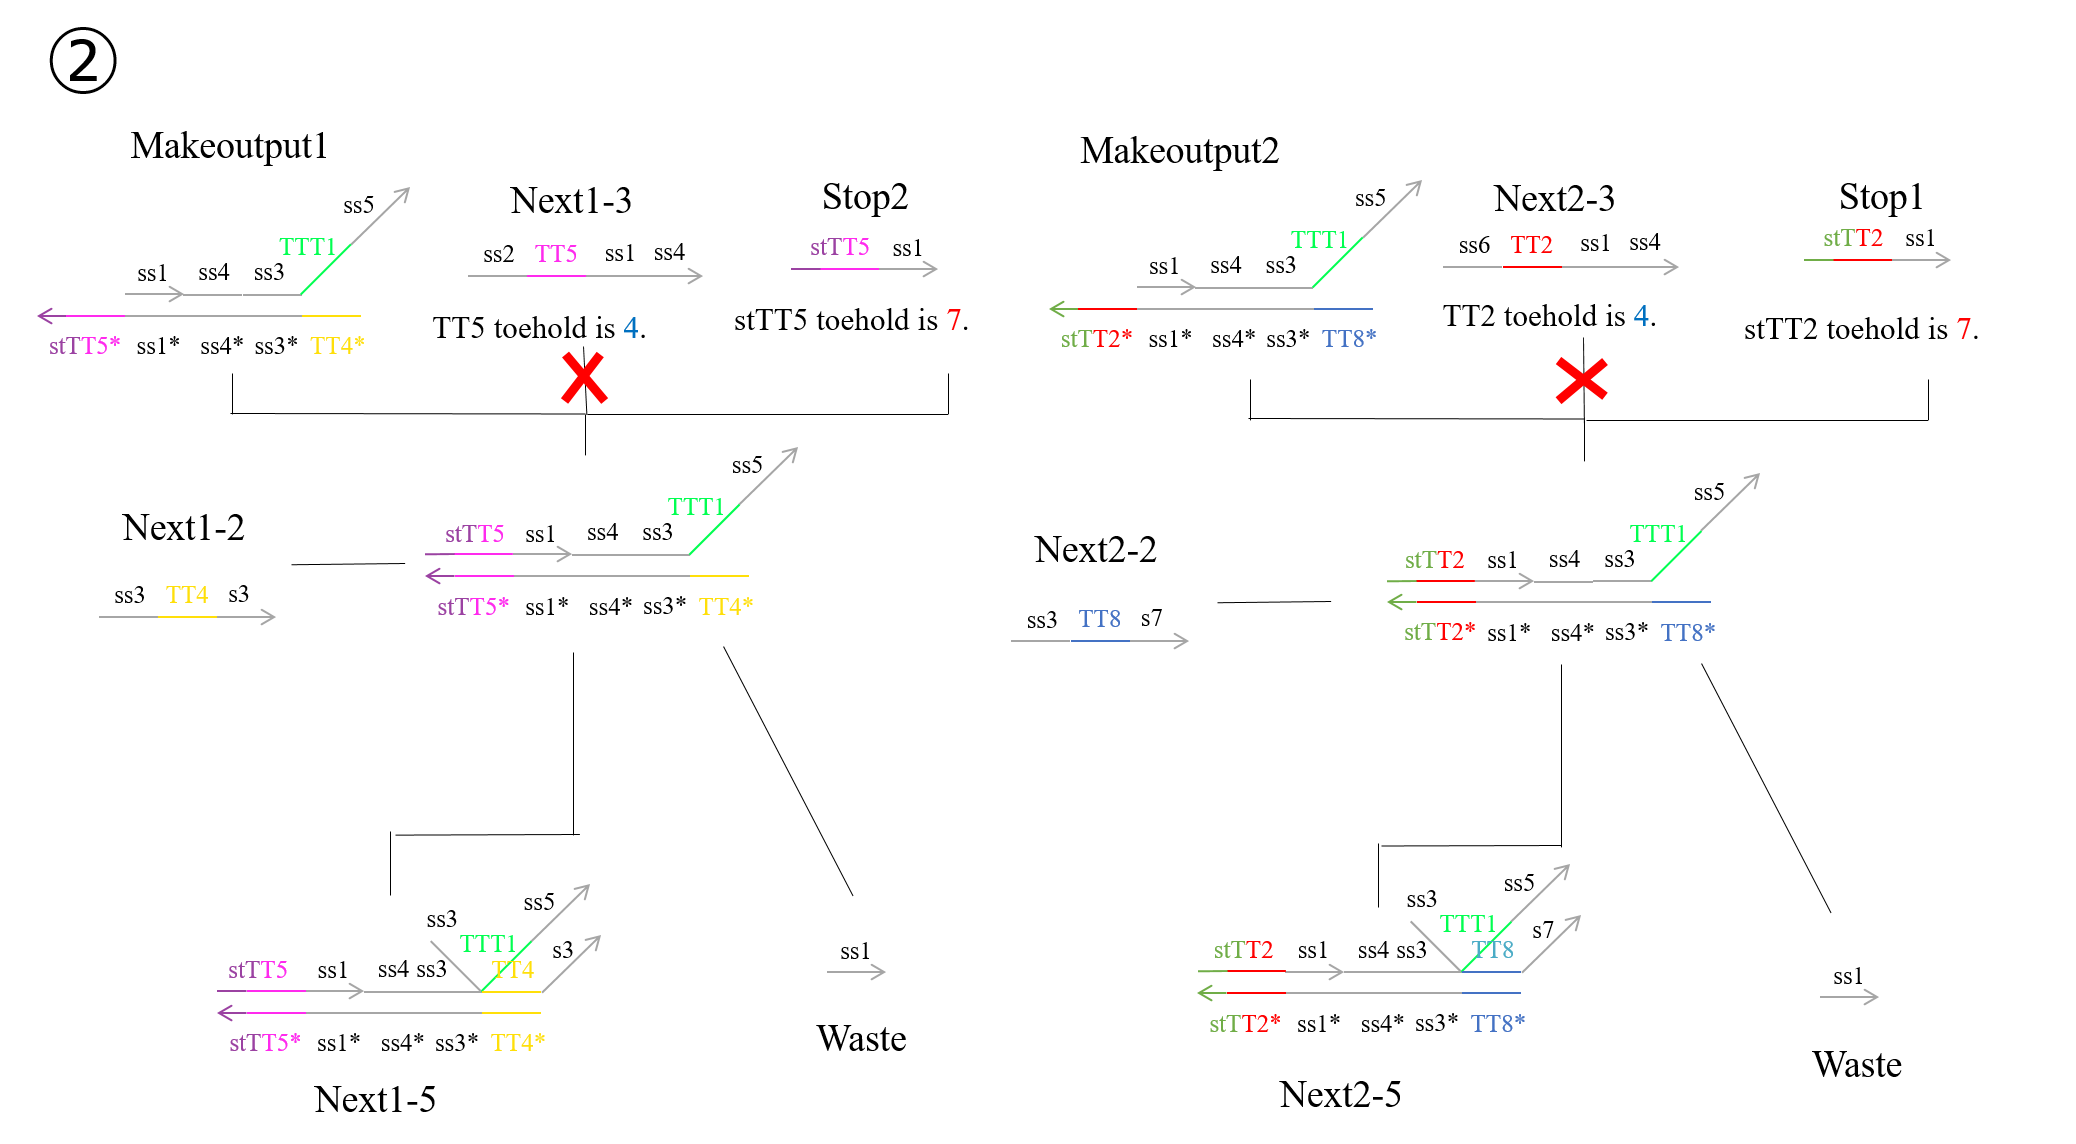 ②
Makeoutput1
ss5
TTT1
ss1 ss4 ss3
stTT5* ss1* ss4* ss3* TT4*
Next1-3
ss2 TT5 ss1 ss4
TT5 toehold is 4.
Stop2
stTT5 ss1
stTT5 toehold is 7.
Makeoutput2
ss5
TTT1
ss1 ss4 ss3
stTT2* ss1* ss4* ss3* TT8*
Next2-3
ss6 TT2 ss1 ss4
TT2 toehold is 4.
Stop1
stTT2 ss1
stTT2 toehold is 7.
Next1-2
ss3 TT4 s3
ss5
TTT1
stTT5 ss1 ss4 ss3
stTT5* ss1* ss4* ss3* TT4*
Next2-2
ss3 TT8 s7
ss5
TTT1
stTT2 ss1 ss4 ss3
stTT2* ss1* ss4* ss3* TT8*
ss5
ss3
TTT1 s3
stTT5 ss1 ss4 ss3 TT4
stTT5* ss1* ss4* ss3* TT4*
Next1-5
ss1
Waste
ss5
ss3
TTT1 s7
stTT2 ss1 ss4 ss3 TT8
stTT2* ss1* ss4* ss3* TT8*
Next2-5
ss1
Waste